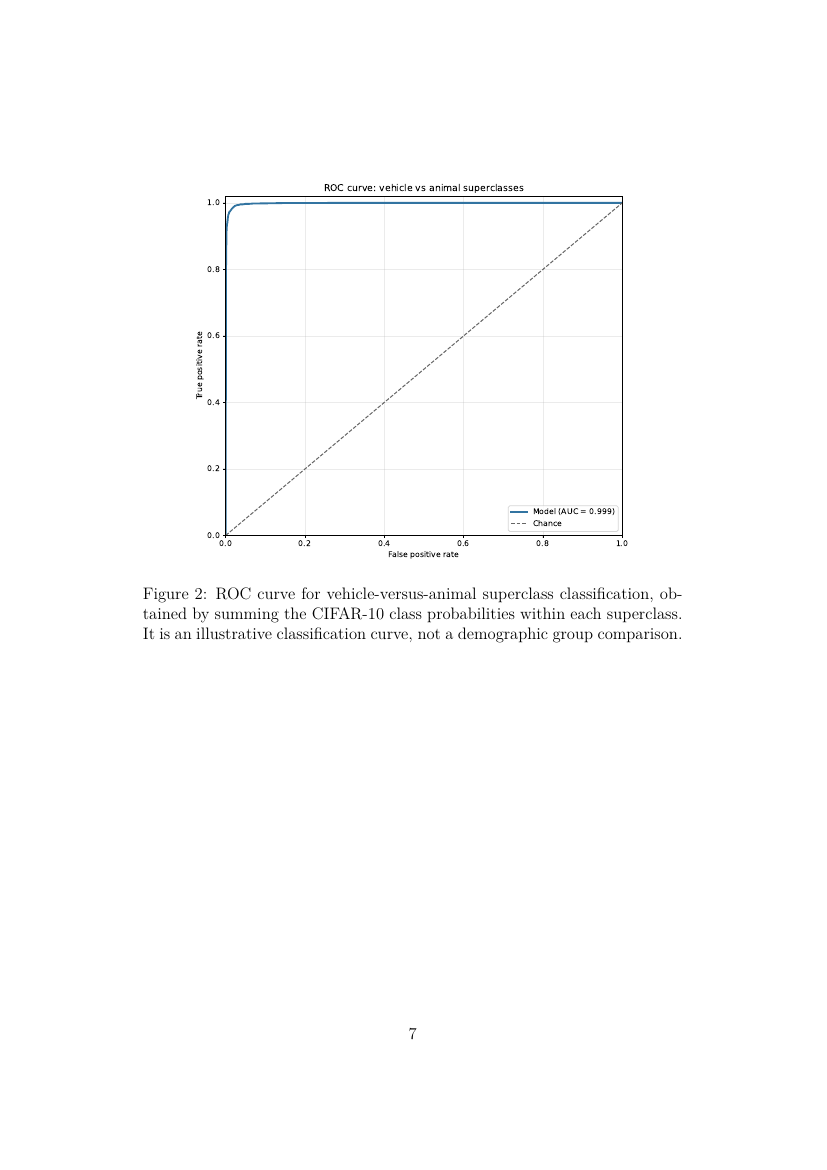 ROC curve: vehicle vs animal superclasses
1.0
0.8
0.6
0.4
0.2
0.0
True positive rate
0.0 0.2 0.4 0.6 0.8 1.0
False positive rate
Model (AUC = 0.999)
Chance
Figure 2: ROC curve for vehicle-versus-animal superclass classification, ob-
tained by summing the CIFAR-10 class probabilities within each superclass.
It is an illustrative classification curve, not a demographic group comparison.
7